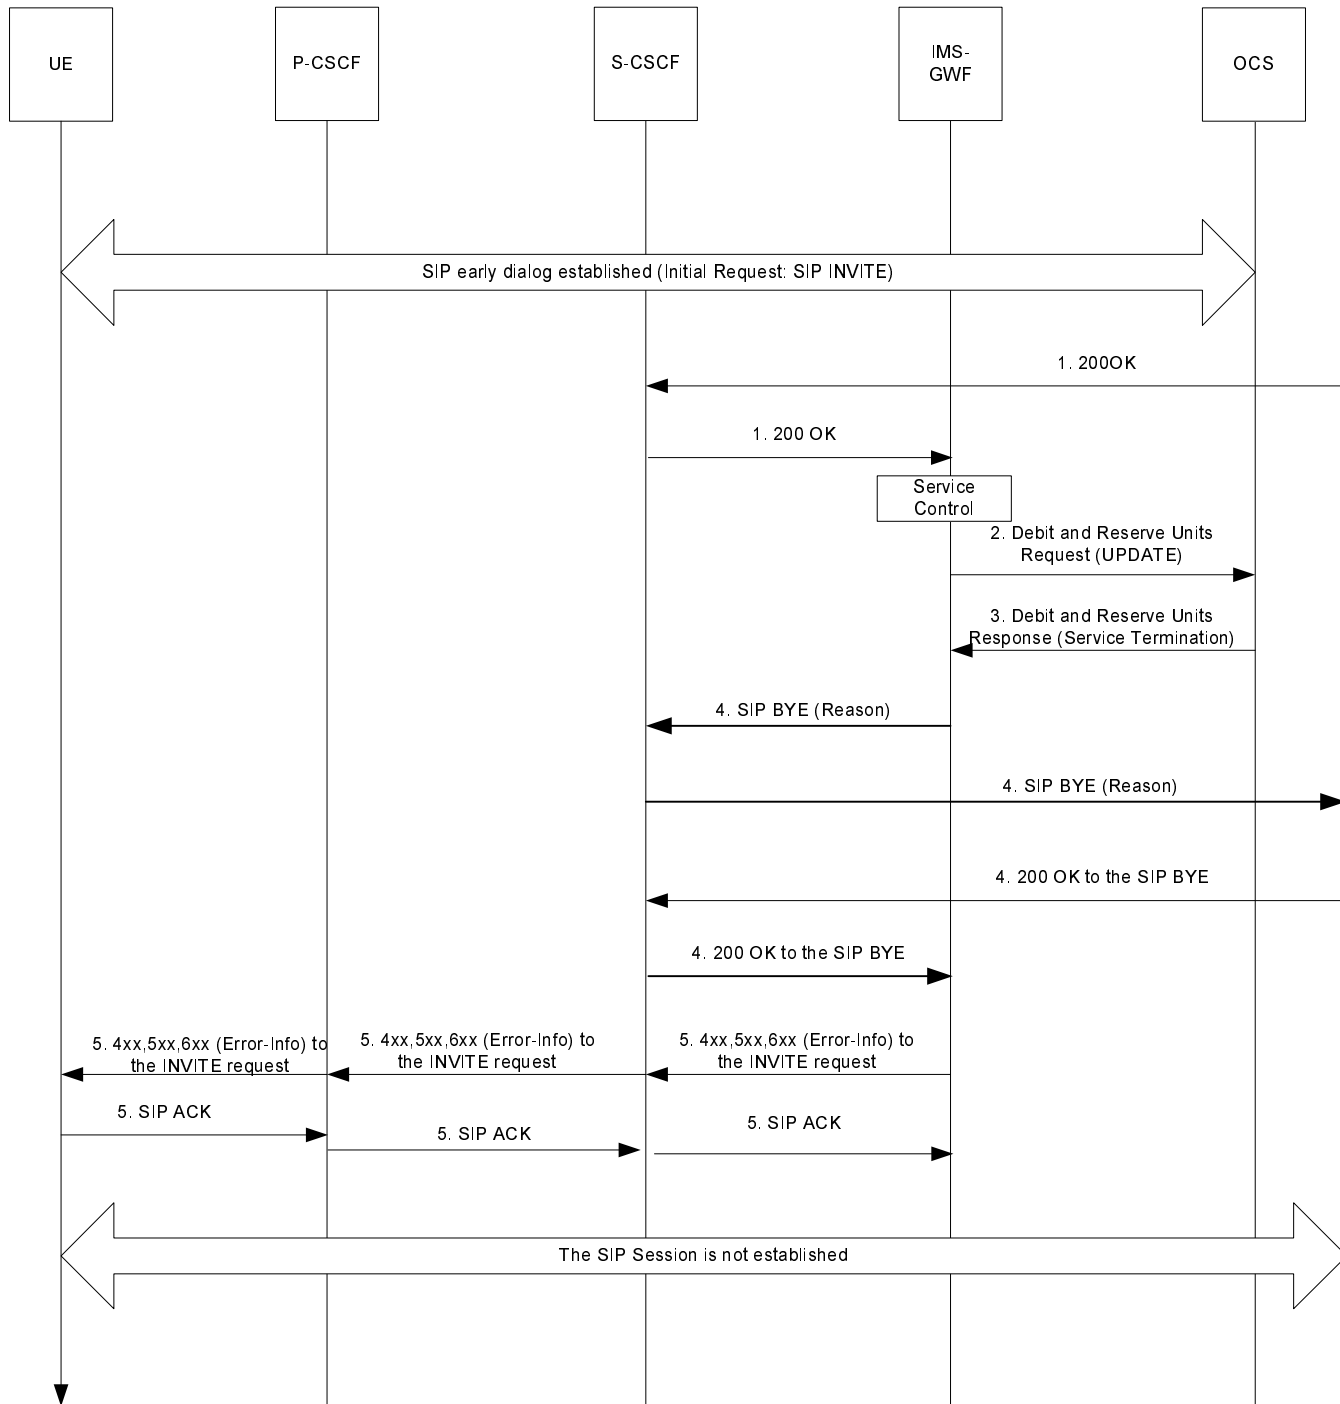 UE
P-CSCF
S-CSCF
IMS-
GWF
OCS
SIP early dialog established (Initial Request: SIP INVITE)
1. 200OK
1. 200 OK
Service
Control
2. Debit and Reserve Units
Request (UPDATE)
3. Debit and Reserve Units
Response (Service Termination)
4. SIP BYE (Reason)
4. SIP BYE (Reason)
4. 200 OK to the SIP BYE
4. 200 OK to the SIP BYE
5. 4xx,5xx,6xx (Error-Info) to
the INVITE request
5. 4xx,5xx,6xx (Error-Info) to
the INVITE request
5. 4xx,5xx,6xx (Error-Info) to
the INVITE request
5. SIP ACK
5. SIP ACK
5. SIP ACK
The SIP Session is not established